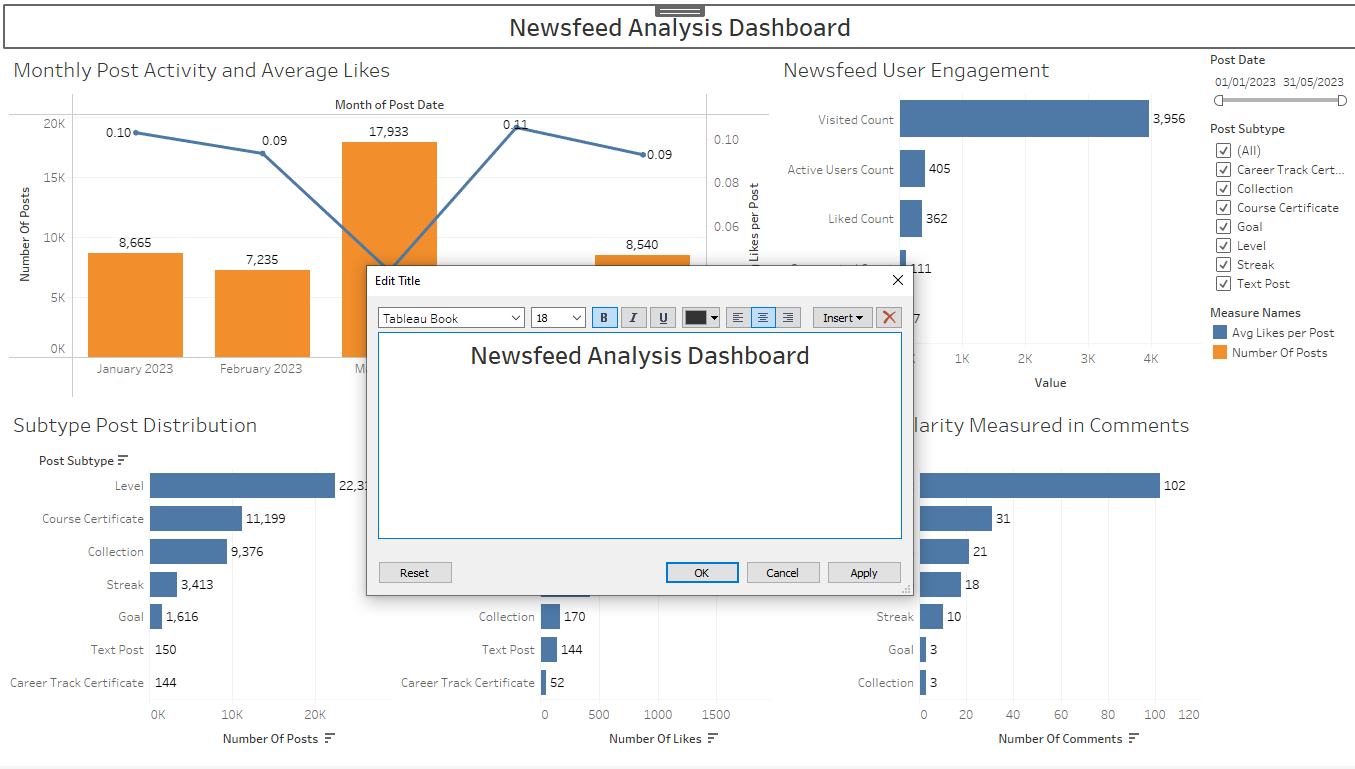 Newsfeed Analysis Dashboard
Monthly Post Activity and Average Likes
Month of Post Date
20K
15K
10K
5K
0K
Number Of Posts
0.10
0.09
17,933
0.11
0.09
8,665
7,235
8,540
0.10
0.08
0.06
Likes per Post
January 2023
February 2023
Newsfeed User Engagement
Visited Count 3,956
Active Users Count 405
Liked Count 362
111
7
1K 2K 3K 4K
Value
Post Date
01/01/2023 31/05/2023
Post Subtype
(All)
Career Track Cert...
Collection
Course Certificate
Goal
Level
Streak
Text Post
Measure Names
Avg Likes per Post
Number Of Posts
Edit Title
Tableau Book 18 B I U Insert
Newsfeed Analysis Dashboard
Reset OK Cancel Apply
Subtype Post Distribution
Post Subtype
Level
Course Certificate 11,199
Collection 9,376
Streak 3,413
Goal 1,616
Text Post 150
Career Track Certificate 144
0K 10K 20K
Number Of Posts
Collection 170
Text Post 144
Career Track Certificate 52
0 500 1000 1500
Number Of Likes
larity Measured in Comments
102
31
21
18
Streak 10
Goal 3
Collection 3
0 20 40 60 80 100 120
Number Of Comments